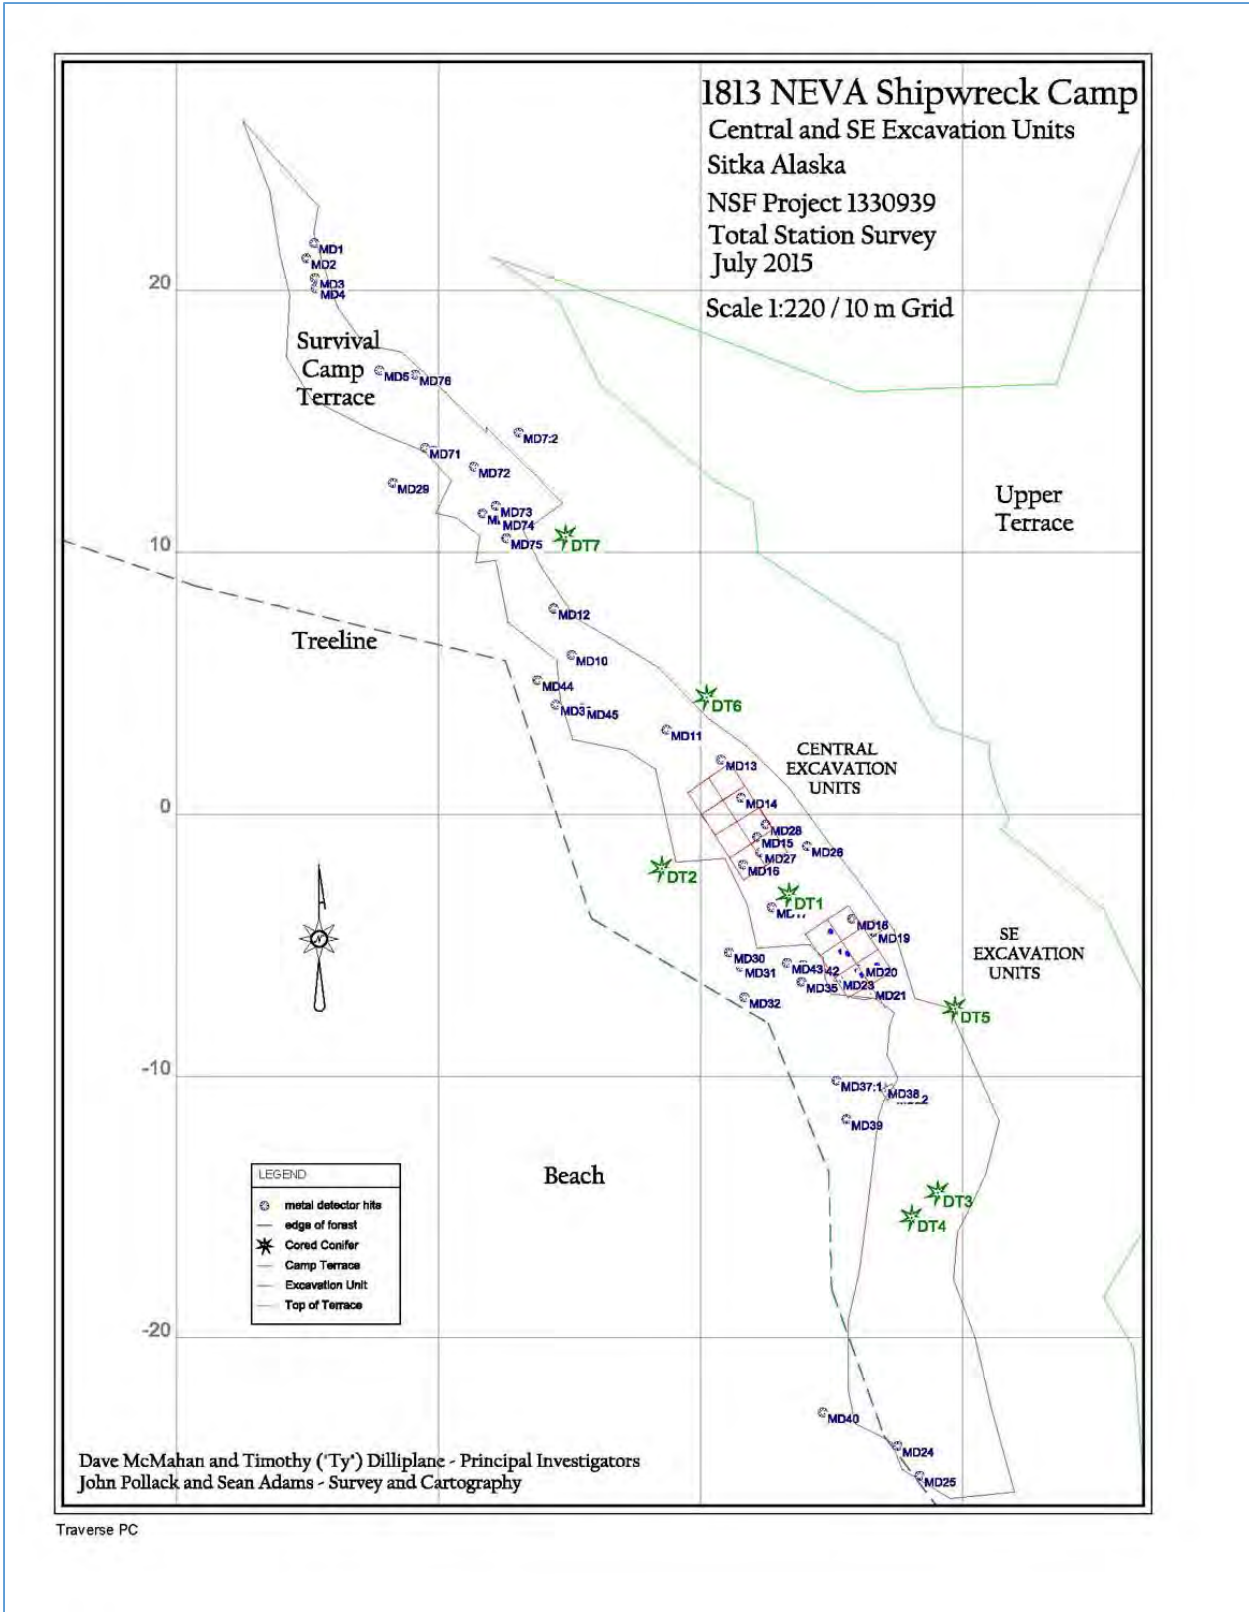 1813 NEVA Shipwreck Camp
Central and SE Excavation Units
Sitka Alaska
NSF Project 1330939
Total Station Survey
July 2015
Scale 1:220 / 10 m Grid
MD1
MD2
MD3
MD4
20
Survival
Camp
Terrace
MD5
MD76
MD7:2
MD71
MD72
MD29
MD73
MD74
MD75
Upper
Terrace
DT7
10
MD12
Treeline
MD10
MD44
MD45
DT6
MD11
MD13
CENTRAL
EXCAVATION
UNITS
MD14
0
MD28
MD15
MD26
MD27
MD16
DT2
DT1
MD18
MD19
SE
EXCAVATION
UNITS
N
MD30
MD31
MD43
42
MD20
MD35
MD23
MD21
MD32
DT5
-10
MD37:1
MD38
MD39
Beach
DT3
DT4
LEGEND
metal detector hits
edge of forest
Cored Conifer
Camp Terrace
Excavation Unit
Top of Terrace
-20
MD40
MD24
MD25
Dave McMahan and Timothy ("Ty") Dilliplane - Principal Investigators
John Pollack and Sean Adams - Survey and Cartography
Traverse PC